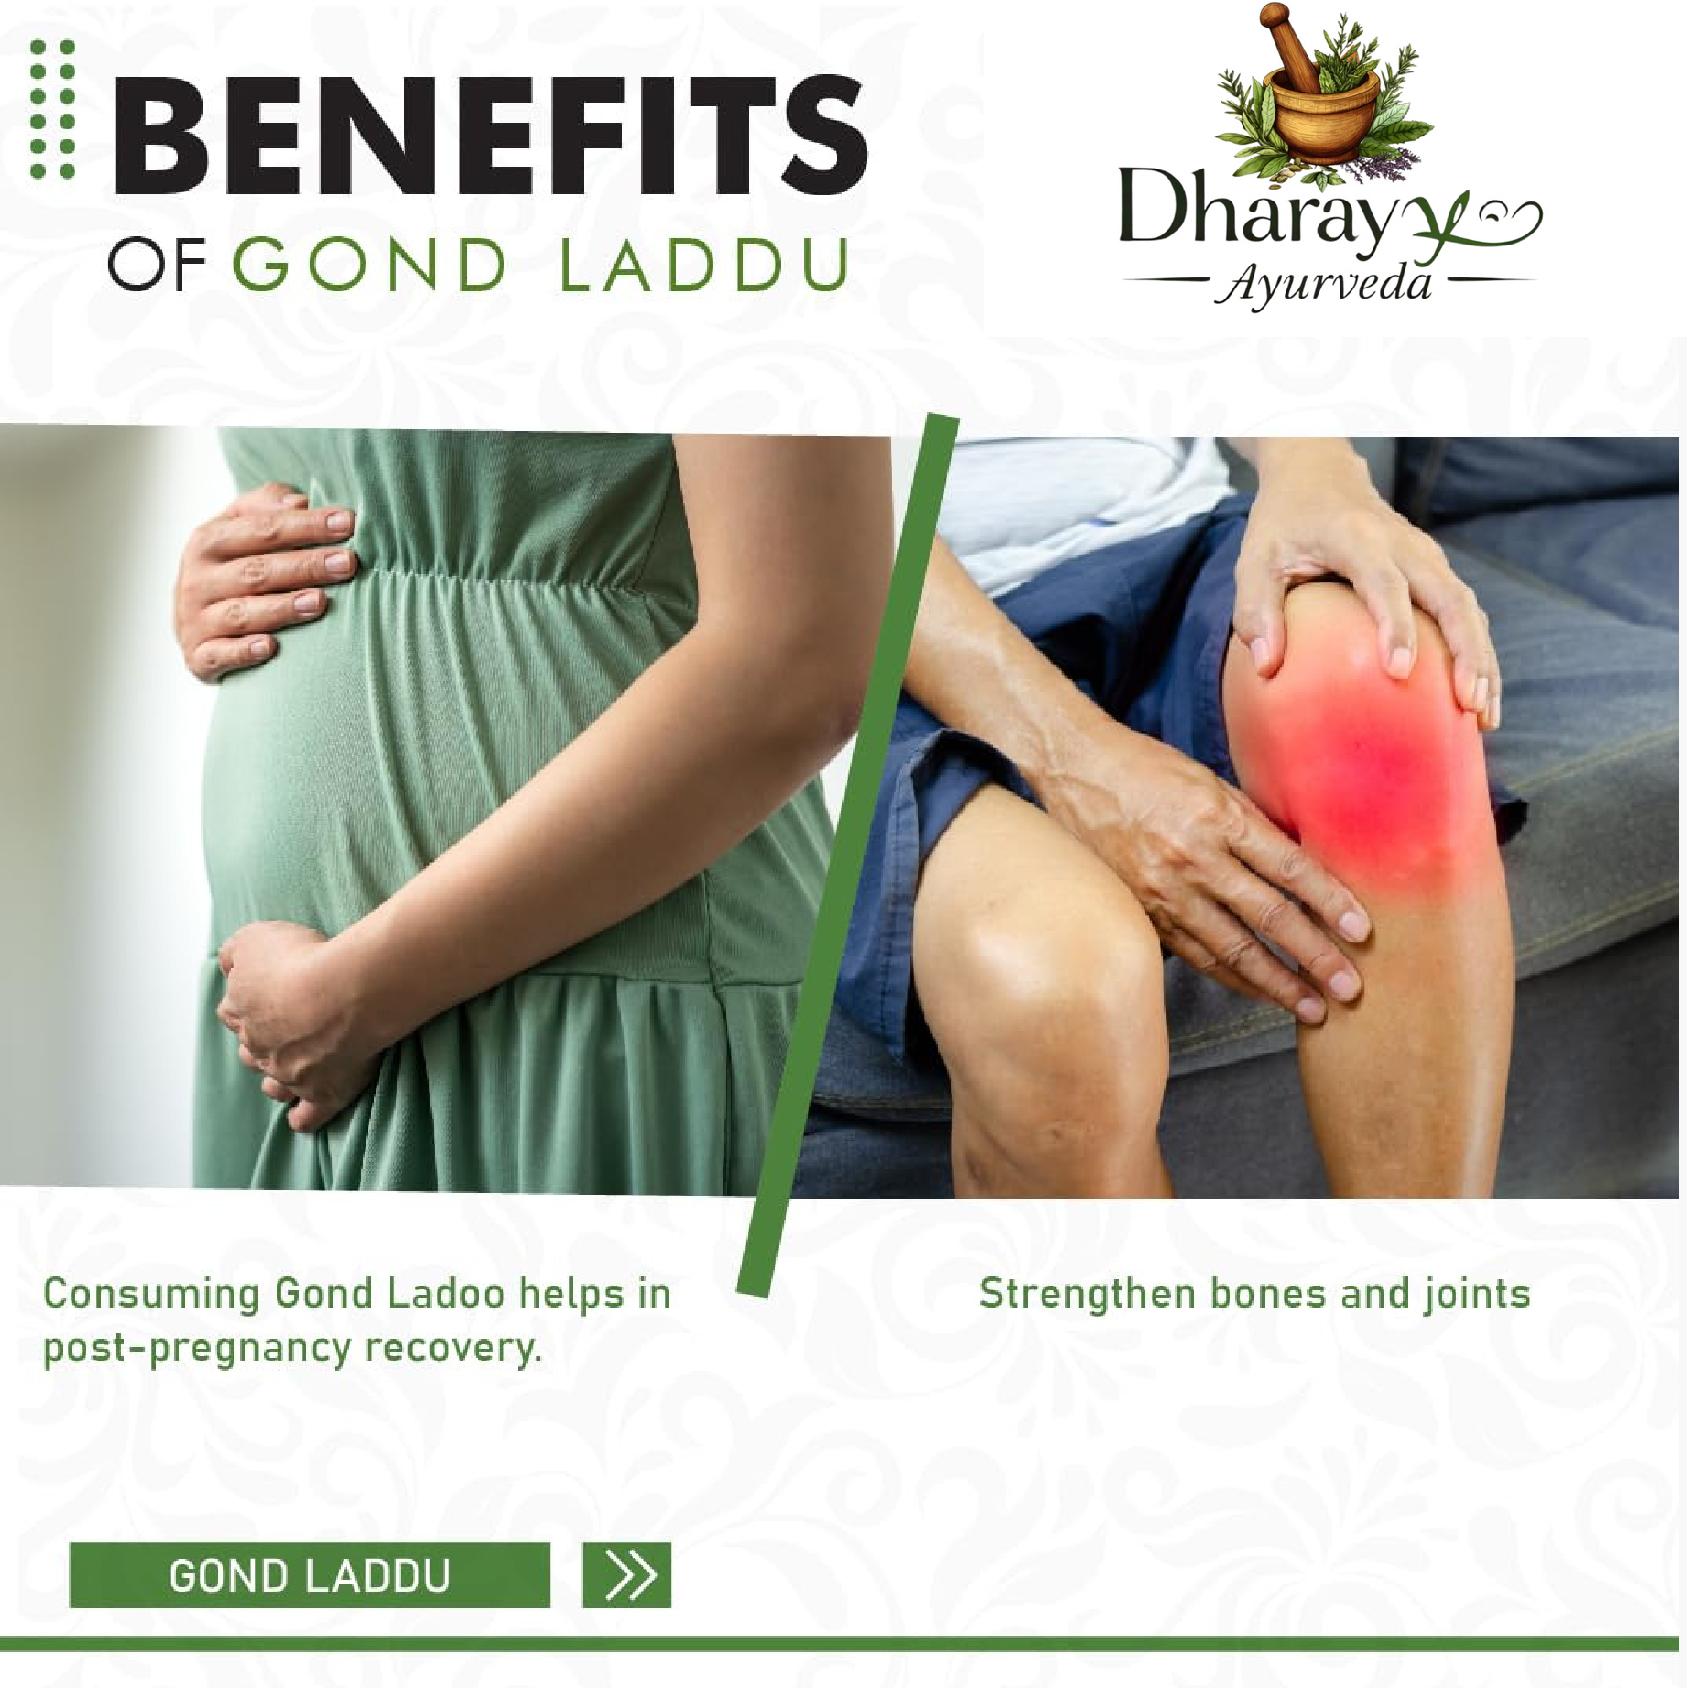 BENEFITS
OF GOND LADDU
Dharayu
Ayurveda
Consuming Gond Ladoo helps in
post-pregnancy recovery.
Strengthen bones and joints
GOND LADDU